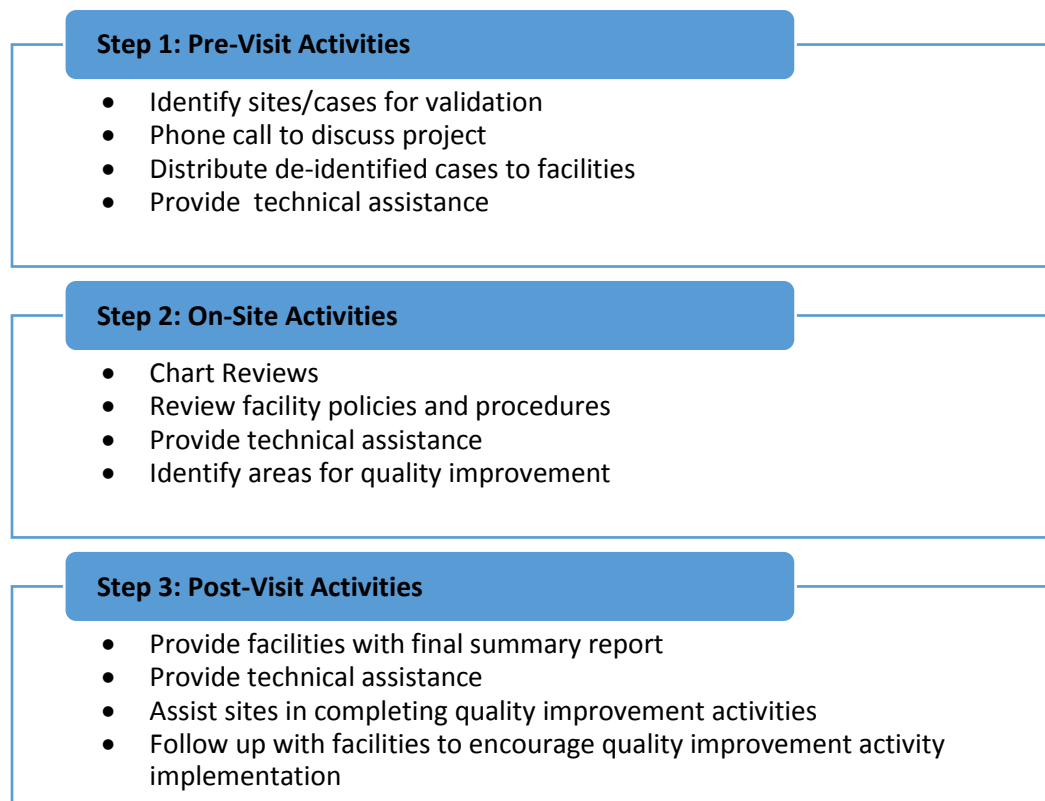 Step 1: Pre-Visit Activities
• Identify sites/cases for validation
• Phone call to discuss project
• Distribute de-identified cases to facilities
• Provide  technical assistance
Step 2: On-Site Activities
• Chart Reviews
• Review facility policies and procedures
• Provide technical assistance
• Identify areas for quality improvement
Step 3: Post-Visit Activities
• Provide facilities with final summary report
• Provide technical assistance
• Assist sites in completing quality improvement activities
• Follow up with facilities to encourage quality improvement activity
implementation